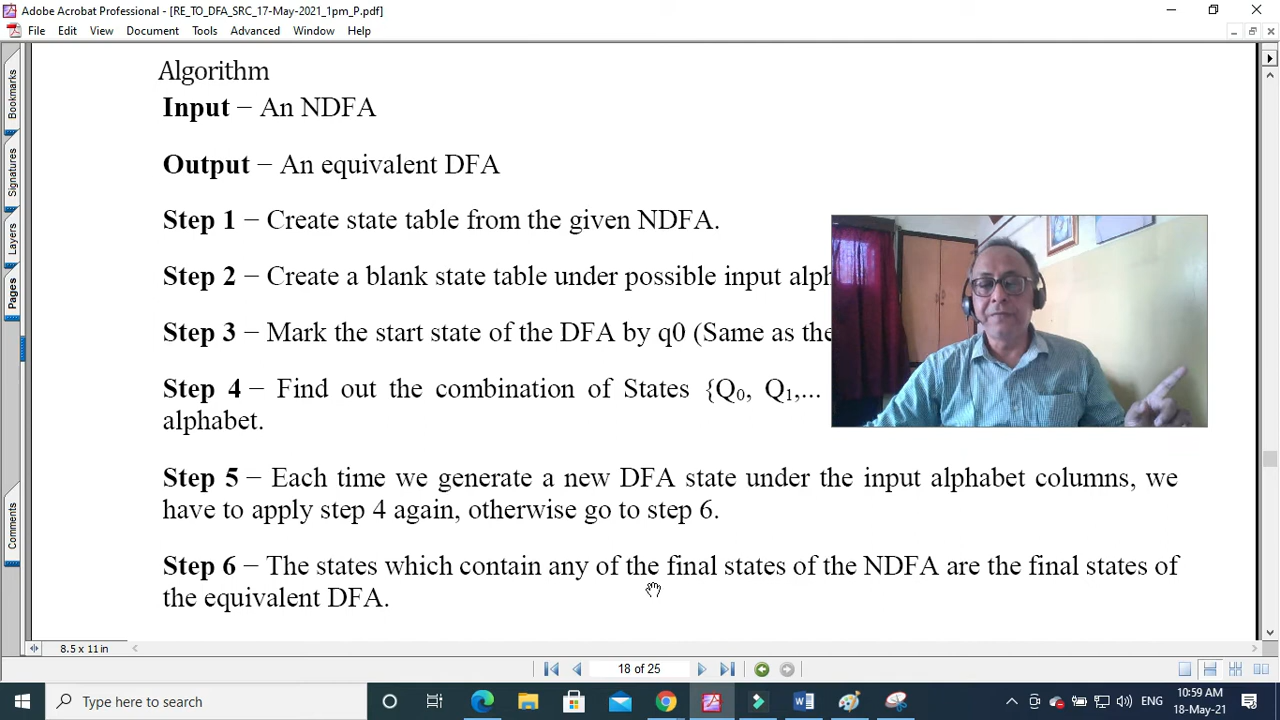 Adobe Acrobat Professional - [RE_TO_DFA_SRC_17-May-2021_1pm_P.pdf]
File Edit View Document Tools Advanced Window Help
Bookmarks
Signatures
Layers
Pages
Comments
Algorithm
Input − An NDFA
Output − An equivalent DFA
Step 1 − Create state table from the given NDFA.
Step 2 − Create a blank state table under possible input alph
Step 3 − Mark the start state of the DFA by q0 (Same as the
Step 4 − Find out the combination of States {Q₀, Q₁,...
alphabet.
Step 5 − Each time we generate a new DFA state under the input alphabet columns, we
have to apply step 4 again, otherwise go to step 6.
Step 6 − The states which contain any of the final states of the NDFA are the final states of
the equivalent DFA.
8.5 x 11 in
18 of 25
Type here to search
ENG
10:59 AM
18-May-21